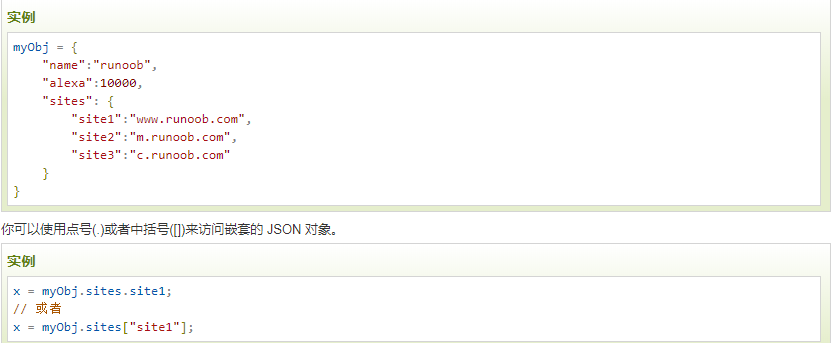 实例
myObj = {
    "name":"runoob",
    "alexa":10000,
    "sites": {
        "site1":"www.runoob.com",
        "site2":"m.runoob.com",
        "site3":"c.runoob.com"
    }
}
你可以使用点号(.)或者中括号([])来访问嵌套的 JSON 对象。
实例
x = myObj.sites.site1;
// 或者
x = myObj.sites["site1"];